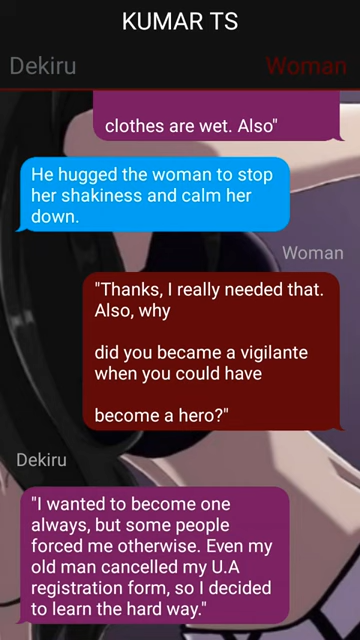 KUMAR TS
Dekiru
Woman
clothes are wet. Also"
He hugged the woman to stop
her shakiness and calm her
down.
Woman
"Thanks, I really needed that.
Also, why
did you became a vigilante
when you could have
become a hero?"
Dekiru
"I wanted to become one
always, but some people
forced me otherwise. Even my
old man cancelled my U.A
registration form, so I decided
to learn the hard way."